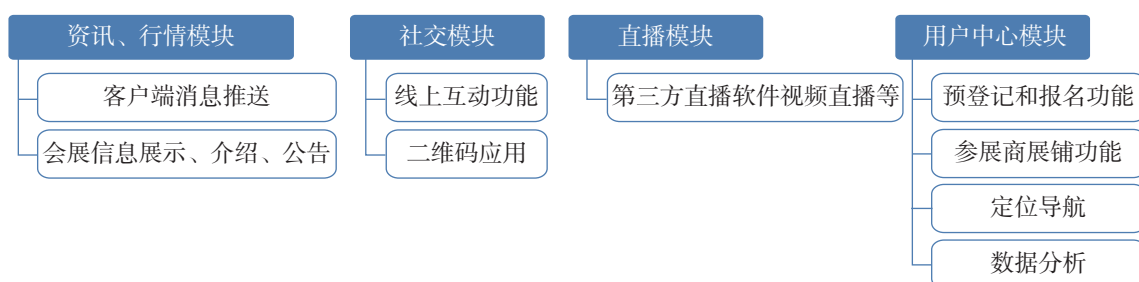 资讯、行情模块
客户端消息推送
会展信息展示、介绍、公告
社交模块
线上互动功能
二维码应用
直播模块
第三方直播软件视频直播等
用户中心模块
预登记和报名功能
参展商展铺功能
定位导航
数据分析